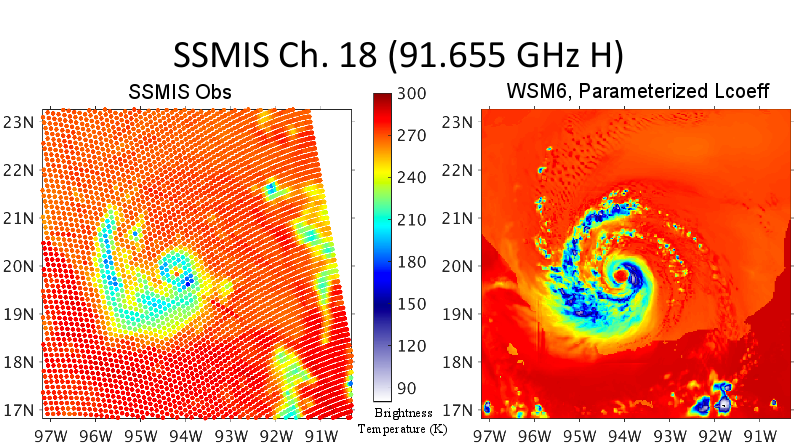 SSMIS Ch. 18 (91.655 GHz H)
SSMIS Obs
WSM6, Parameterized Lcoeff
23N
22N
21N
20N
19N
18N
17N
97W 96W 95W 94W 93W 92W 91W
300
270
240
210
180
150
120
90
Brightness
Temperature (K)
23N
22N
21N
20N
19N
18N
17N
97W 96W 95W 94W 93W 92W 91W